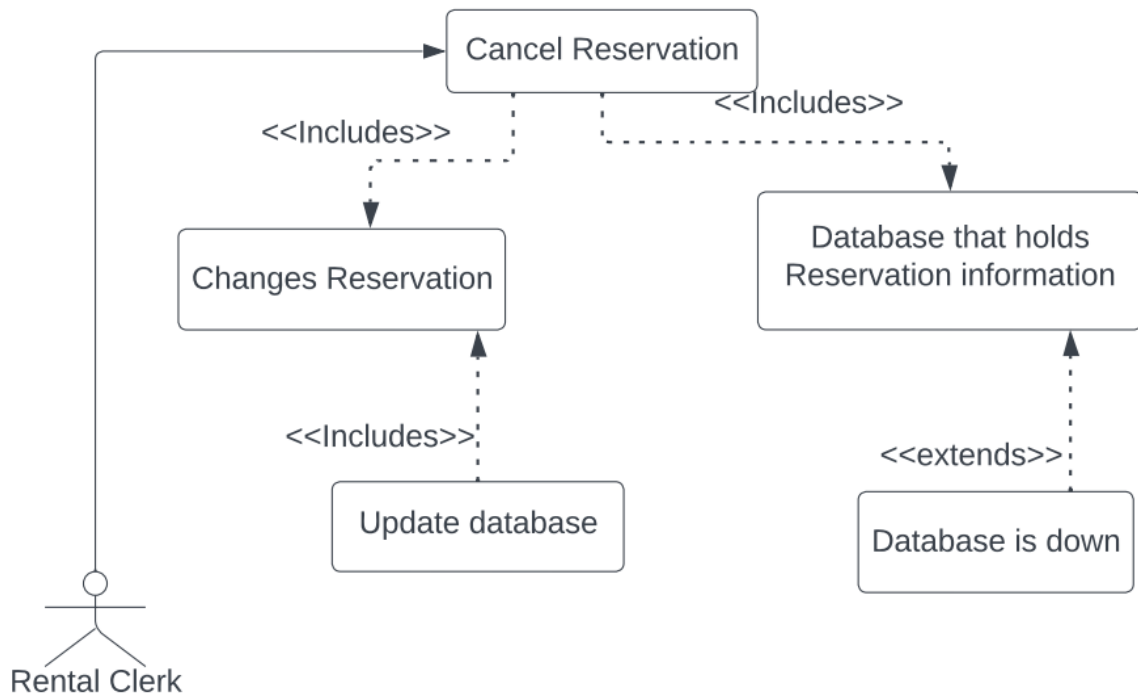 Cancel Reservation
<<Includes>>
<<Includes>>
Changes Reservation
Database that holds
Reservation information
<<Includes>>
<<extends>>
Update database
Database is down
Rental Clerk